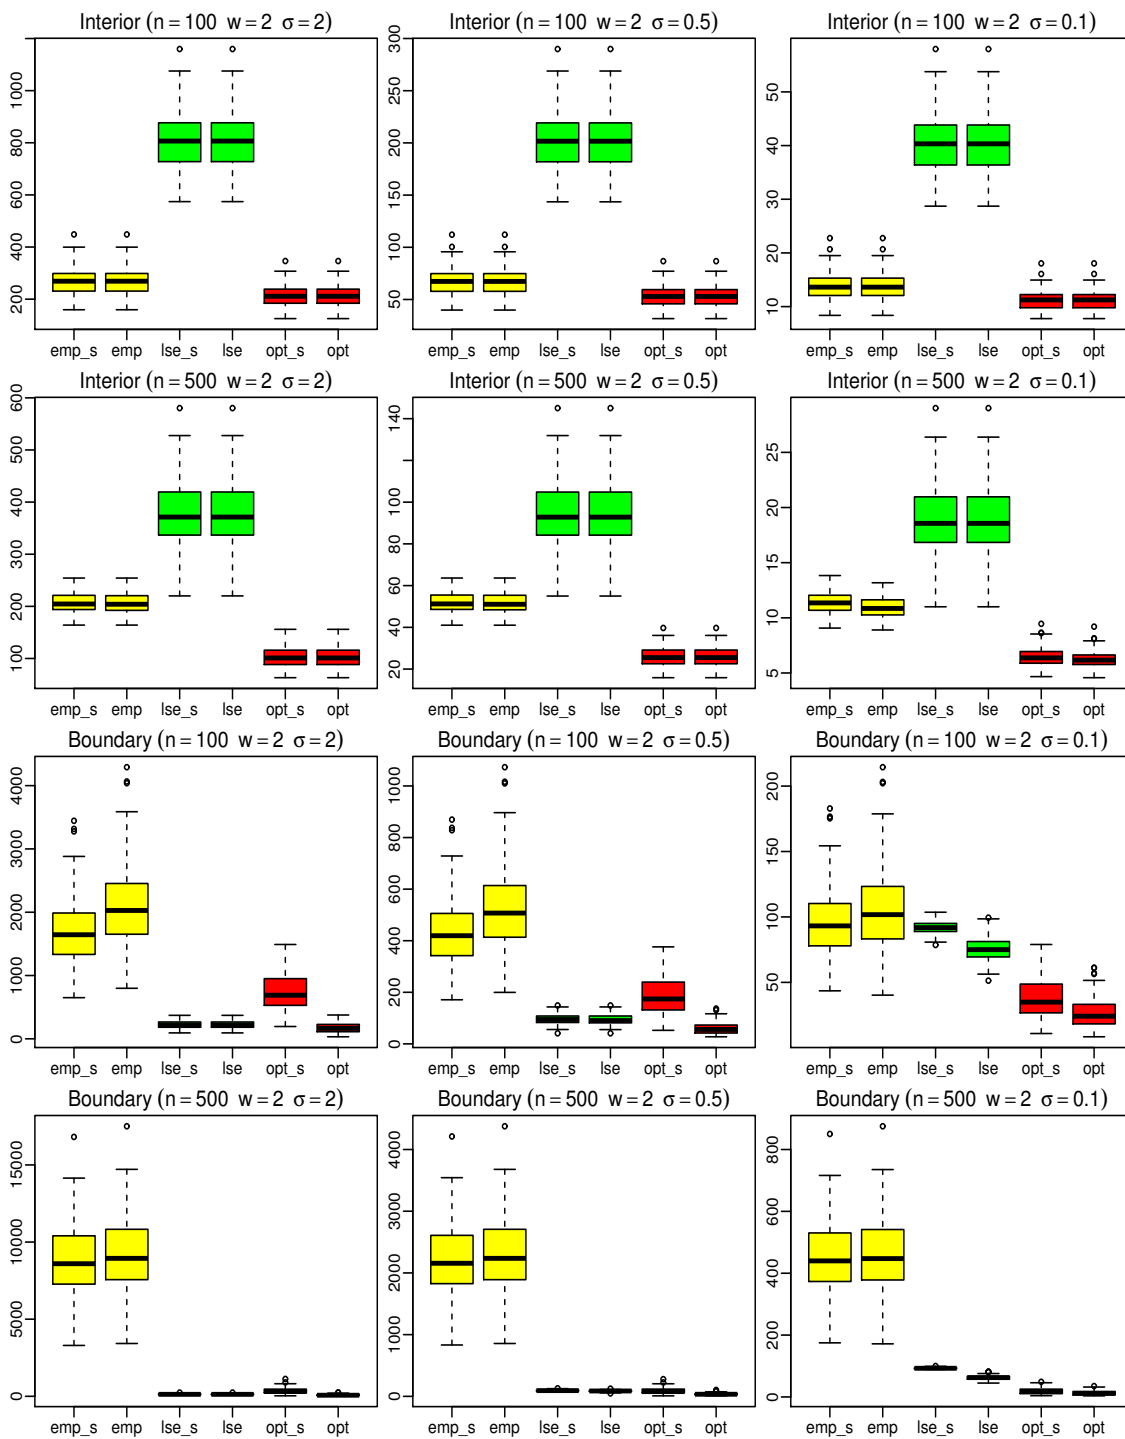 Interior (n = 100 w = 2 σ = 2)
Interior (n = 100 w = 2 σ = 0.5)
Interior (n = 100 w = 2 σ = 0.1)
200 400 600 800 1000
50 100 150 200 250 300
10 20 30 40 50
emp_s emp lse_s lse opt_s opt
emp_s emp lse_s lse opt_s opt
emp_s emp lse_s lse opt_s opt
Interior (n = 500 w = 2 σ = 2)
Interior (n = 500 w = 2 σ = 0.5)
Interior (n = 500 w = 2 σ = 0.1)
100 200 300 400 500 600
20 40 60 80 100 140
5 10 15 20 25
emp_s emp lse_s lse opt_s opt
emp_s emp lse_s lse opt_s opt
emp_s emp lse_s lse opt_s opt
Boundary (n = 100 w = 2 σ = 2)
Boundary (n = 100 w = 2 σ = 0.5)
Boundary (n = 100 w = 2 σ = 0.1)
0 1000 2000 3000 4000
0 200 400 600 800 1000
50 100 150 200
emp_s emp lse_s lse opt_s opt
emp_s emp lse_s lse opt_s opt
emp_s emp lse_s lse opt_s opt
Boundary (n = 500 w = 2 σ = 2)
Boundary (n = 500 w = 2 σ = 0.5)
Boundary (n = 500 w = 2 σ = 0.1)
0 5000 10000 15000
0 1000 2000 3000 4000
0 200 400 600 800
emp_s emp lse_s lse opt_s opt
emp_s emp lse_s lse opt_s opt
emp_s emp lse_s lse opt_s opt